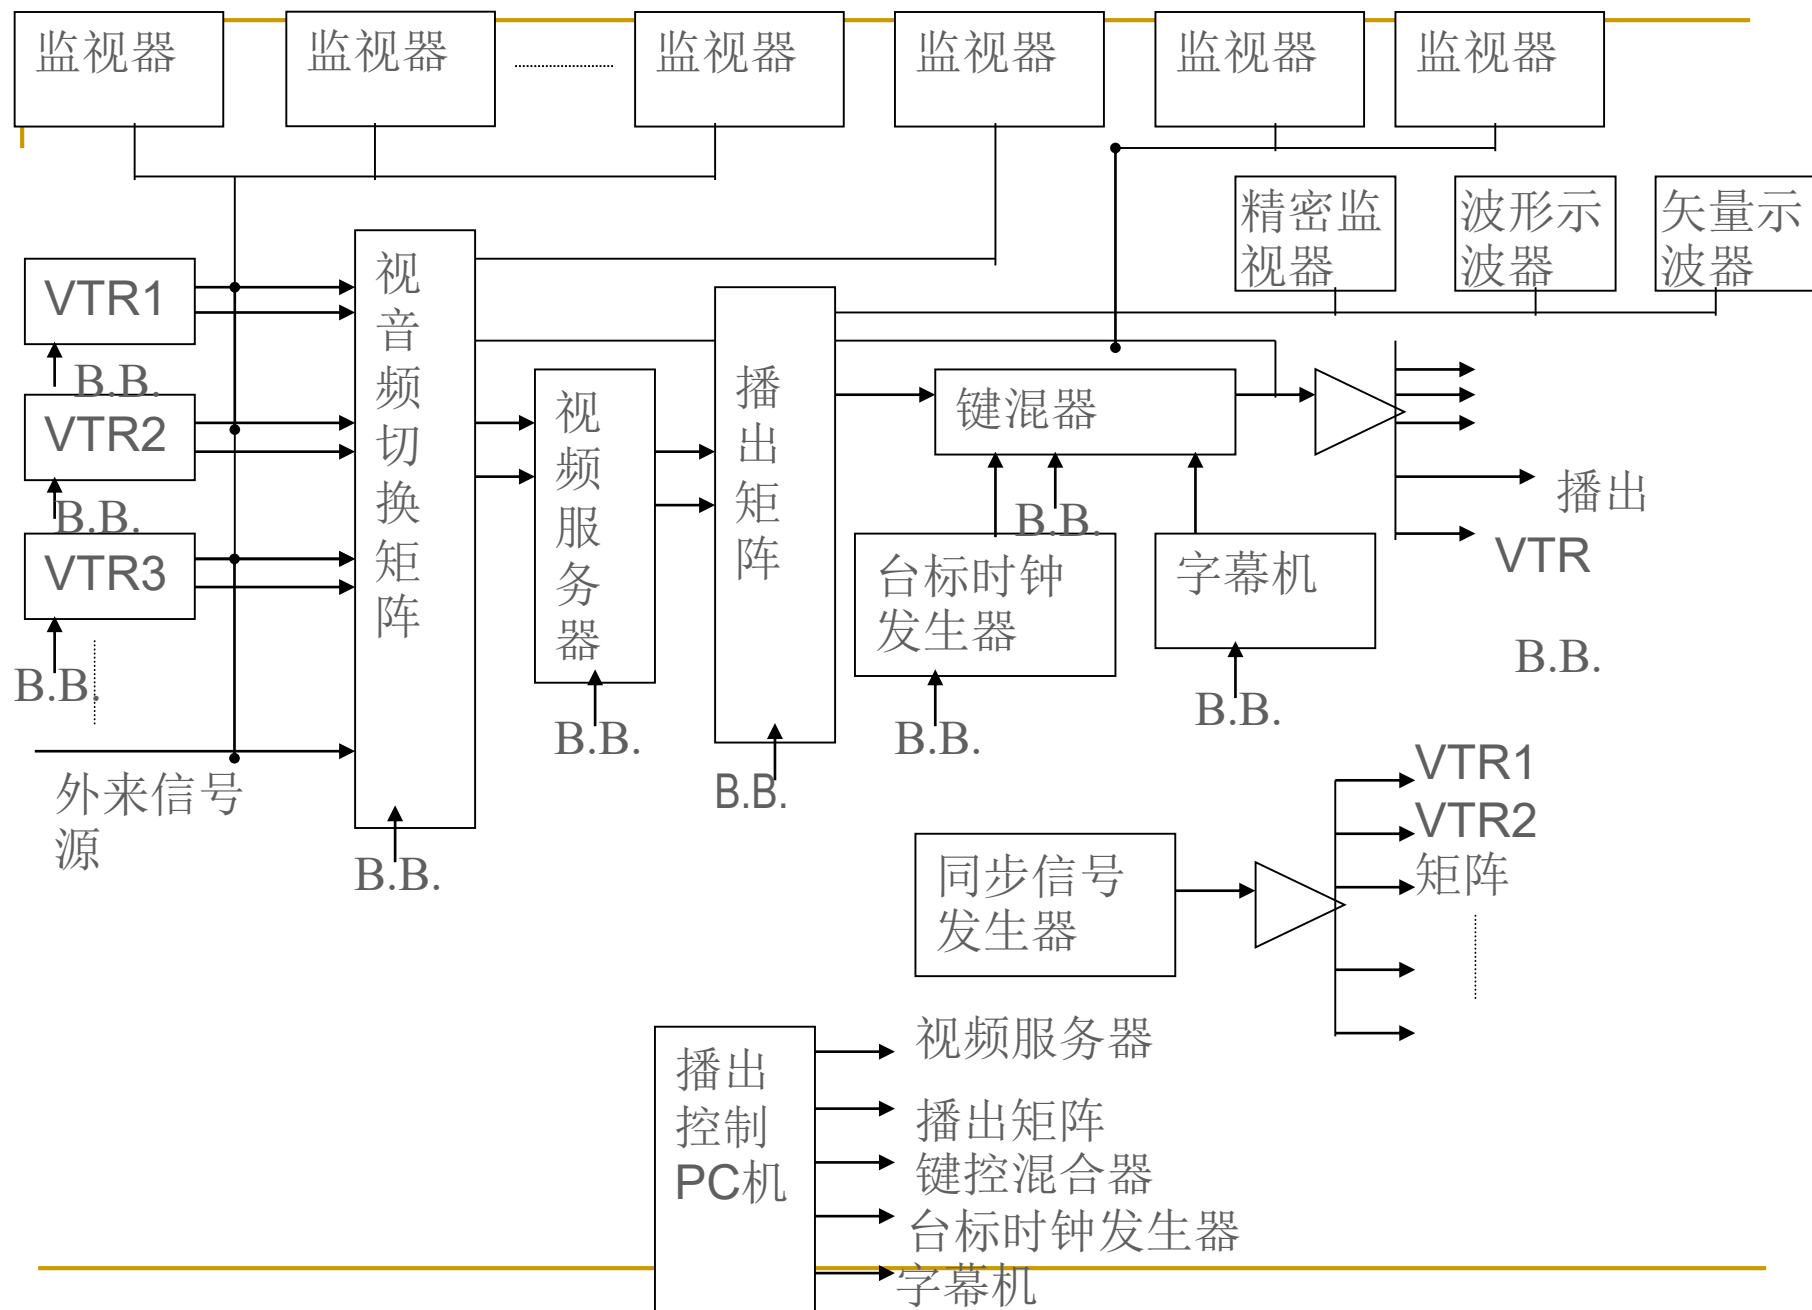 监视器
监视器
监视器
监视器
监视器
监视器
精密监
视器
波形示
波器
矢量示
波器
VTR1
B.B.
VTR2
B.B.
VTR3
B.B.
外来信号
源
视
音
频
切
换
矩
阵
B.B.
视
频
服
务
器
B.B.
播
出
矩
阵
B.B.
键混器
B.B.
台标时钟
发生器
B.B.
字幕机
B.B.
播出
VTR
B.B.
同步信号
发生器
VTR1
VTR2
矩阵
播出
控制
PC机
视频服务器
播出矩阵
键控混合器
台标时钟发生器
字幕机